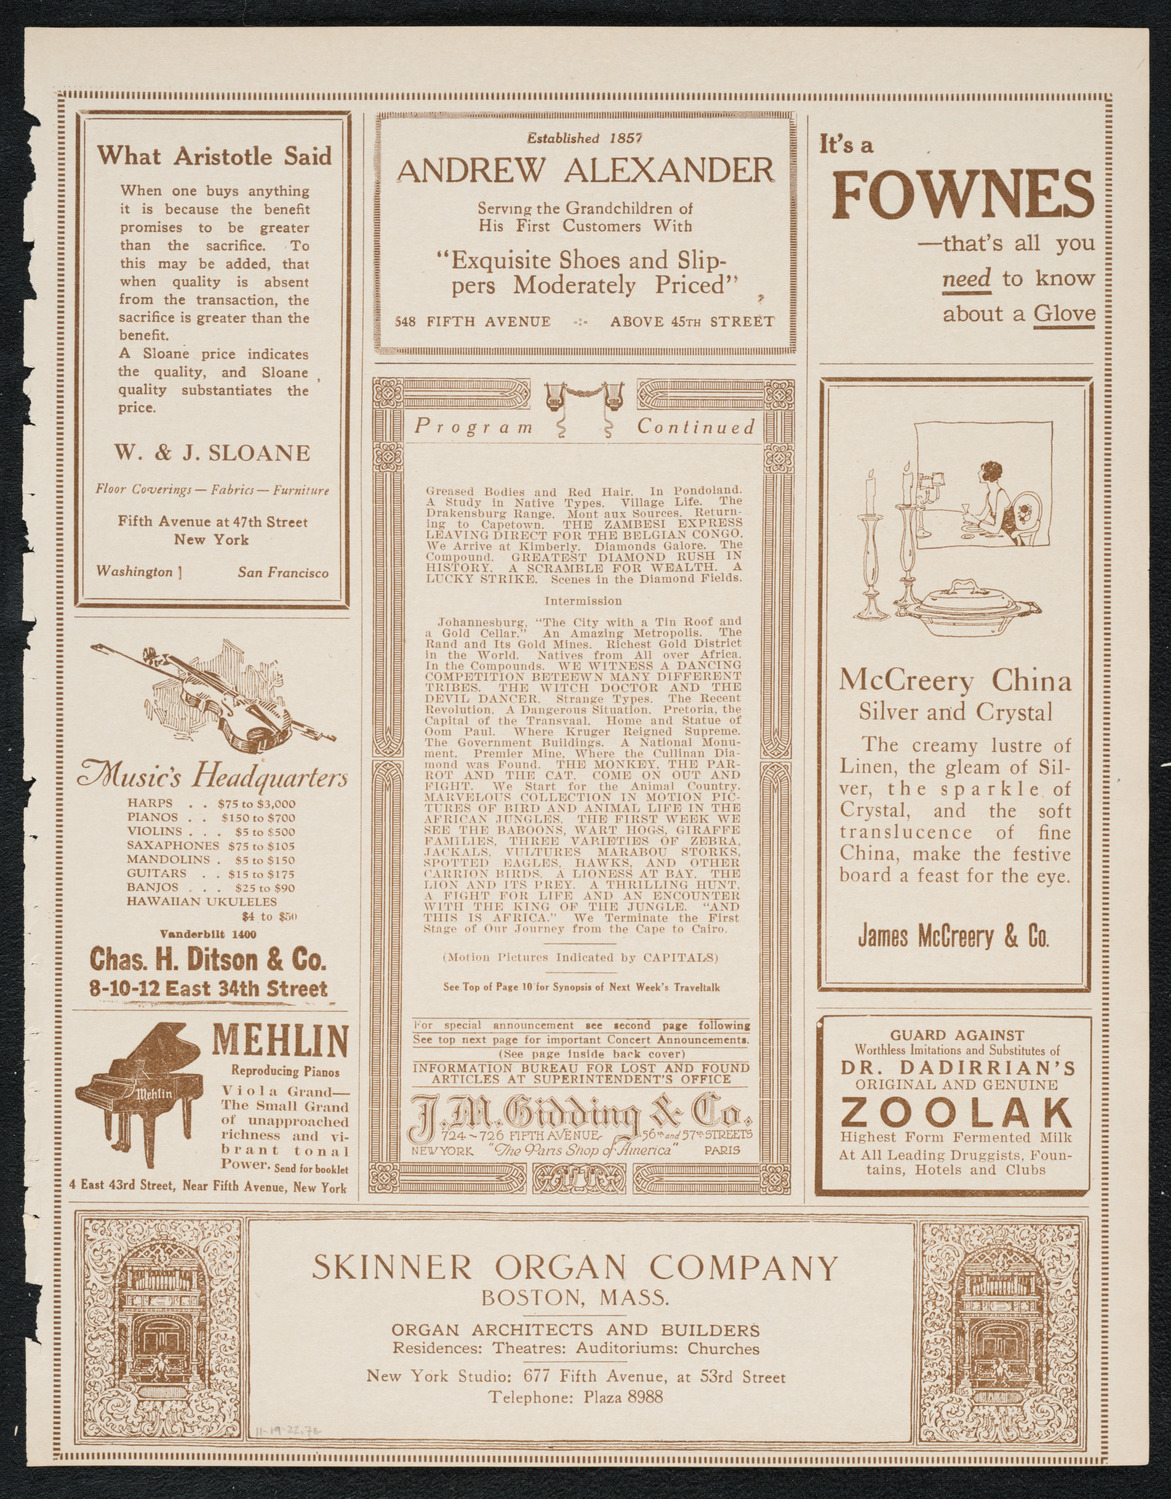 What Aristotle Said
When one buys anything
it is because the benefit
promises to be greater
than the sacrifice. To
this may be added, that
when quality is absent
from the transaction, the
sacrifice is greater than the
benefit.
A Sloane price indicates
the quality, and Sloane
quality substantiates the
price.
W. & J. SLOANE
Floor Coverings — Fabrics — Furniture
Fifth Avenue at 47th Street
New York
Washington ] San Francisco
Music's Headquarters
HARPS . . $75 to $3,000
PIANOS . . $150 to $700
VIOLINS . . . $5 to $500
SAXAPHONES $75 to $105
MANDOLINS . $5 to $150
GUITARS . . $15 to $175
BANJOS . . . $25 to $90
HAWAIIAN UKULELES
$4 to $50
Vanderbilt 1400
Chas. H. Ditson & Co.
8-10-12 East 34th Street
Mehlin
MEHLIN
Reproducing Pianos
Viola Grand—
The Small Grand
of unapproached
richness and vi-
brant tonal
Power. Send for booklet
4 East 43rd Street, Near Fifth Avenue, New York
Established 1857
ANDREW ALEXANDER
Serving the Grandchildren of
His First Customers With
"Exquisite Shoes and Slip-
pers Moderately Priced"
548 FIFTH AVENUE -:- ABOVE 45TH STREET
Program Continued
Greased Bodies and Red Hair. In Pondoland.
A Study in Native Types. Village Life. The
Drakensburg Range. Mont aux Sources. Return-
ing to Capetown. THE ZAMBESI EXPRESS
LEAVING DIRECT FOR THE BELGIAN CONGO.
We Arrive at Kimberly. Diamonds Galore. The
Compound. GREATEST DIAMOND RUSH IN
HISTORY. A SCRAMBLE FOR WEALTH. A
LUCKY STRIKE. Scenes in the Diamond Fields.
Intermission
Johannesburg, "The City with a Tin Roof and
a Gold Cellar." An Amazing Metropolis. The
Rand and Its Gold Mines. Richest Gold District
in the World. Natives from All over Africa.
In the Compounds. WE WITNESS A DANCING
COMPETITION BETEEWN MANY DIFFERENT
TRIBES. THE WITCH DOCTOR AND THE
DEVIL DANCER. Strange Types. The Recent
Revolution. A Dangerous Situation. Pretoria, the
Capital of the Transvaal. Home and Statue of
Oom Paul. Where Kruger Reigned Supreme.
The Government Buildings. A National Monu-
ment. Premier Mine, Where the Cullinan Dia-
mond was Found. THE MONKEY, THE PAR-
ROT AND THE CAT. COME ON OUT AND
FIGHT. We Start for the Animal Country.
MARVELOUS COLLECTION IN MOTION PIC-
TURES OF BIRD AND ANIMAL LIFE IN THE
AFRICAN JUNGLES. THE FIRST WEEK WE
SEE THE BABOONS, WART HOGS, GIRAFFE
FAMILIES, THREE VARIETIES OF ZEBRA,
JACKALS, VULTURES MARABOU STORKS,
SPOTTED EAGLES, HAWKS, AND OTHER
CARRION BIRDS. A LIONESS AT BAY. THE
LION AND ITS PREY. A THRILLING HUNT.
A FIGHT FOR LIFE AND AN ENCOUNTER
WITH THE KING OF THE JUNGLE. "AND
THIS IS AFRICA." We Terminate the First
Stage of Our Journey from the Cape to Cairo.
(Motion Pictures Indicated by CAPITALS)
See Top of Page 10 for Synopsis of Next Week's Traveltalk
For special announcement see second page following
See top next page for important Concert Announcements.
(See page inside back cover)
INFORMATION BUREAU FOR LOST AND FOUND
ARTICLES AT SUPERINTENDENT'S OFFICE
J.M. Gidding & Co.
724-726 FIFTH AVENUE- 56th and 57th STREETS
NEW YORK "The Paris Shop of America" PARIS
It's a
FOWNES
—that's all you
need to know
about a Glove
McCreery China
Silver and Crystal
The creamy lustre of
Linen, the gleam of Sil-
ver, the sparkle of
Crystal, and the soft
translucence of fine
China, make the festive
board a feast for the eye.
James McCreery & Co.
GUARD AGAINST
Worthless Imitations and Substitutes of
DR. DADIRRIAN'S
ORIGINAL AND GENUINE
ZOOLAK
Highest Form Fermented Milk
At All Leading Druggists, Foun-
tains, Hotels and Clubs
SKINNER ORGAN COMPANY
BOSTON, MASS.
ORGAN ARCHITECTS AND BUILDERS
Residences: Theatres: Auditoriums: Churches
New York Studio: 677 Fifth Avenue, at 53rd Street
Telephone: Plaza 8988